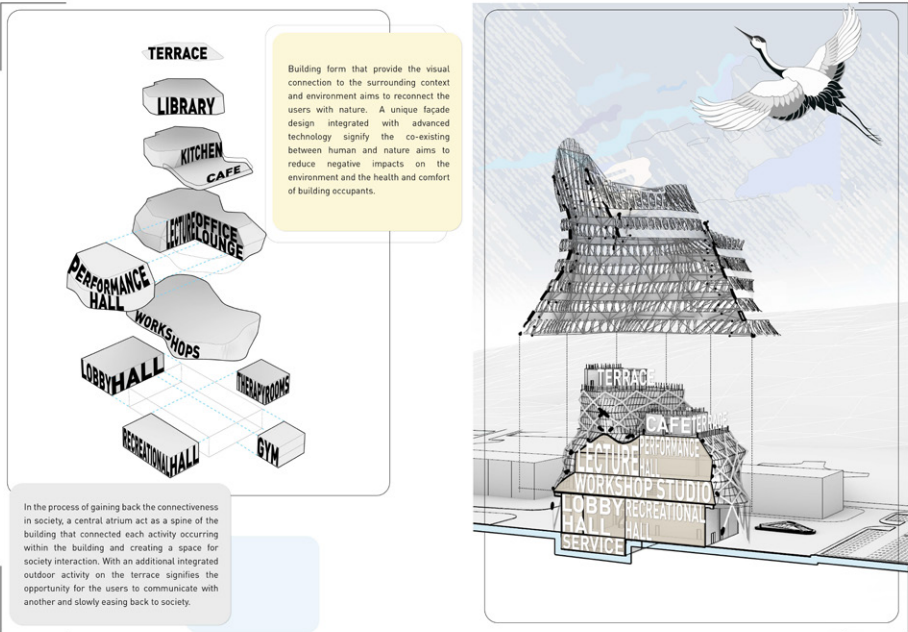 TERRACE
LIBRARY
KITCHEN
CAFE
LECTURE
OFFICE
LOUNGE
PERFORMANCE
HALL
WORKSHOPS
LOBBY
HALL
THERAPY
ROOMS
RECREATIONAL
HALL
GYM
Building form that provide the visual
connection to the surrounding context
and environment aims to reconnect the
users with nature. A unique façade
design integrated with advanced
technology signify the co-existing
between human and nature aims to
reduce negative impacts on the
environment and the health and comfort
of building occupants.
In the process of gaining back the connectiveness
in society, a central atrium act as a spine of the
building that connected each activity occurring
within the building and creating a space for
society interaction. With an additional integrated
outdoor activity on the terrace signifies the
opportunity for the users to communicate with
another and slowly easing back to society.
TERRACE
CAFE TERRACE
LECTURE
PERFORMANCE
HALL
WORKSHOP STUDIO
LOBBY
HALL
RECREATIONAL
HALL
SERVICE